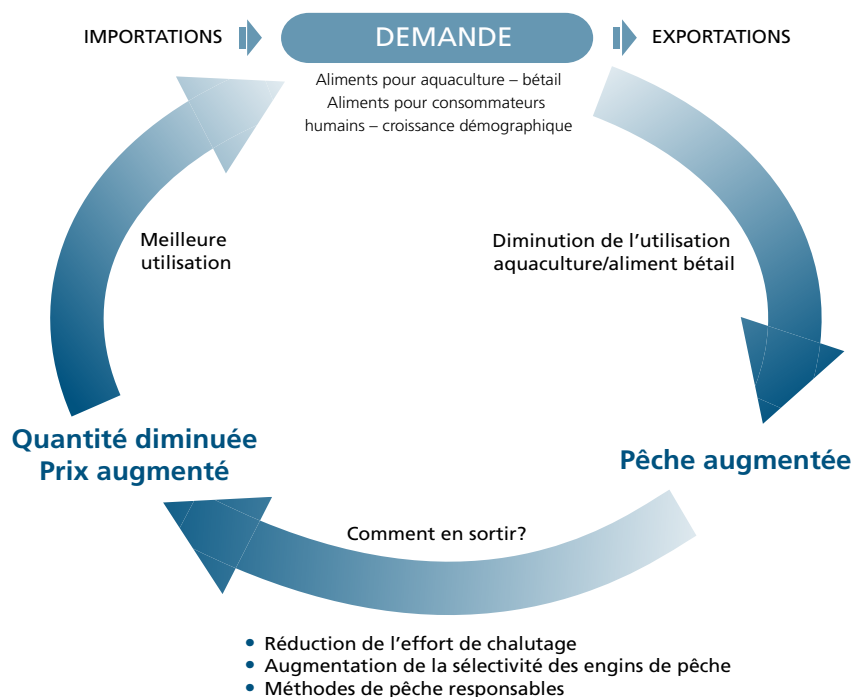 IMPORTATIONS
DEMANDE
EXPORTATIONS
Aliments pour aquaculture – bétail
Aliments pour consommateurs
humains – croissance démographique
Meilleure
utilisation
Diminution de l'utilisation
aquaculture/aliment bétail
Quantité diminuée
Prix augmenté
Pêche augmentée
Comment en sortir?
• Réduction de l'effort de chalutage
• Augmentation de la sélectivité des engins de pêche
• Méthodes de pêche responsables